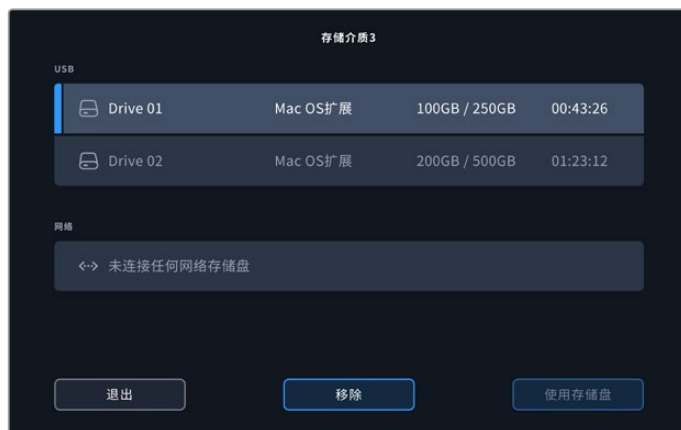 存储介质3
USB
Drive 01 Mac OS扩展 100GB / 250GB 00:43:26
Drive 02 Mac OS扩展 200GB / 500GB 01:23:12
网络
未连接任何网络存储盘
退出 移除 使用存储盘